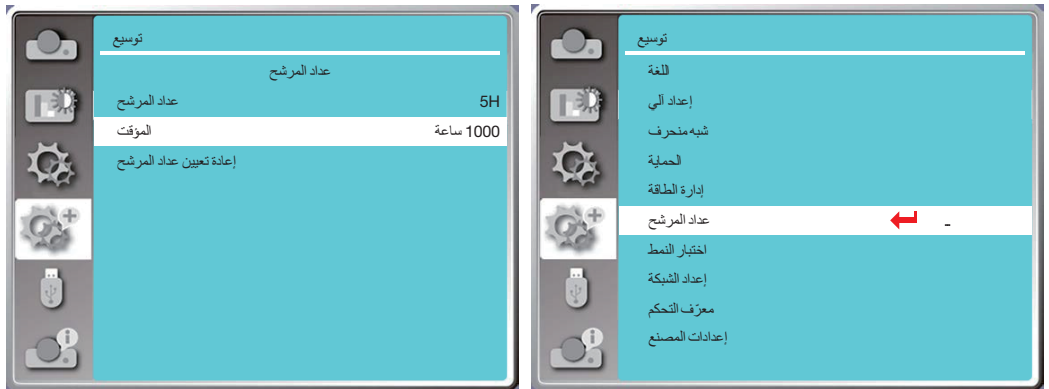 توسيع
اللغة
إعداد آلي
شبه منحرف
الحماية
إدارة الطاقة
عداد المرشح -
اختبار النمط
إعداد الشبكة
معرّف التحكم
إعدادات المصنع
توسيع
عداد المرشح
عداد المرشح 5H
المؤقت 1000 ساعة
إعادة تعيين عداد المرشح